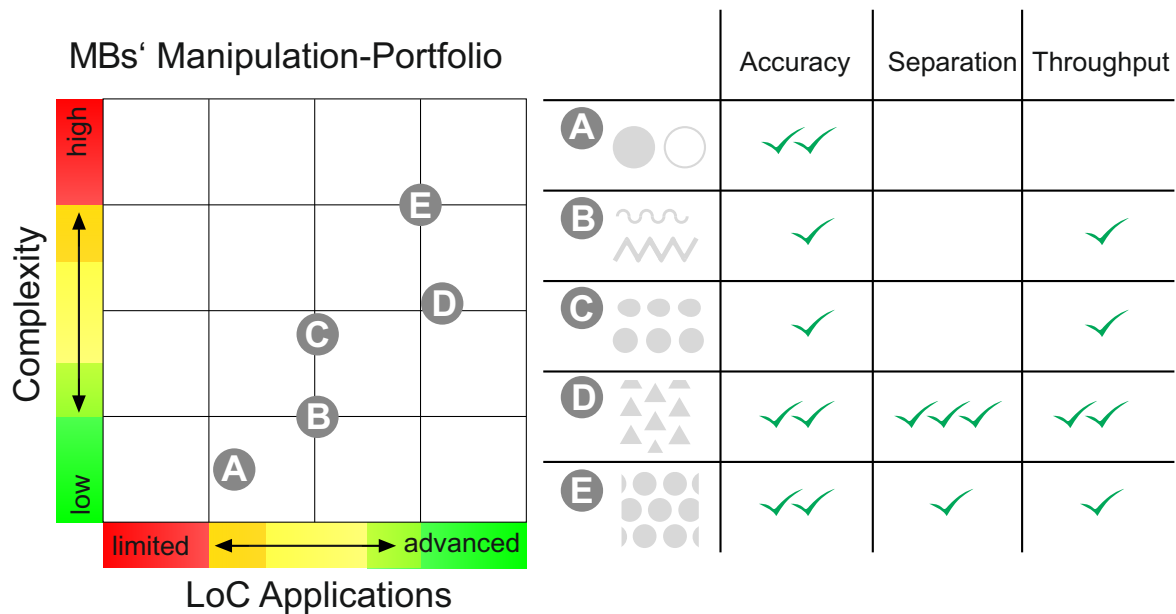 MBs‘ Manipulation-Portfolio
high
Complexity
low
E
D
C
B
A
limited
advanced
LoC Applications
Accuracy
Separation
Throughput
A
B
C
D
E